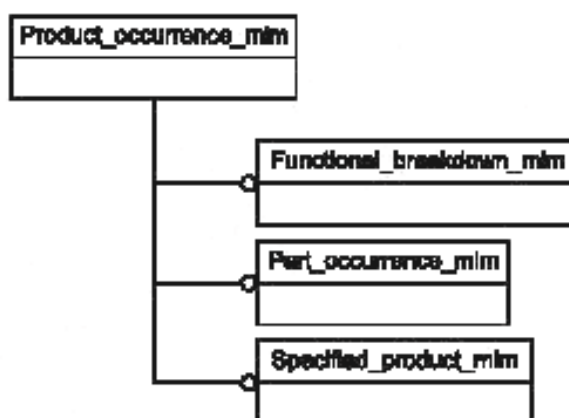 Product_occurrence_mim
Functional_breakdown_mim
Part_occurrence_mim
Specified_product_mim